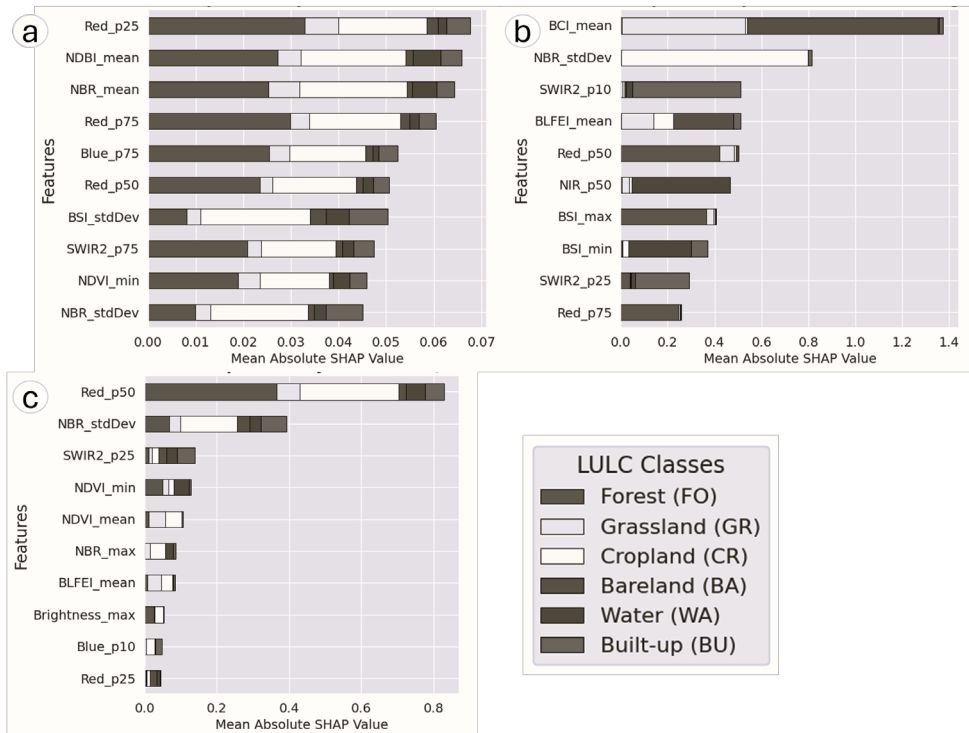 a
Red_p25
NDBI_mean
NBR_mean
Red_p75
Blue_p75
Red_p50
BSI_stdDev
SWIR2_p75
NDVI_min
NBR_stdDev
Features
0.00 0.01 0.02 0.03 0.04 0.05 0.06 0.07
Mean Absolute SHAP Value
b
BCI_mean
NBR_stdDev
SWIR2_p10
BLFEI_mean
Red_p50
NIR_p50
BSI_max
BSI_min
SWIR2_p25
Red_p75
Features
0.0 0.2 0.4 0.6 0.8 1.0 1.2 1.4
Mean Absolute SHAP Value
c
Red_p50
NBR_stdDev
SWIR2_p25
NDVI_min
NDVI_mean
NBR_max
BLFEI_mean
Brightness_max
Blue_p10
Red_p25
Features
0.0 0.2 0.4 0.6 0.8
Mean Absolute SHAP Value
LULC Classes
Forest (FO)
Grassland (GR)
Cropland (CR)
Bareland (BA)
Water (WA)
Built-up (BU)